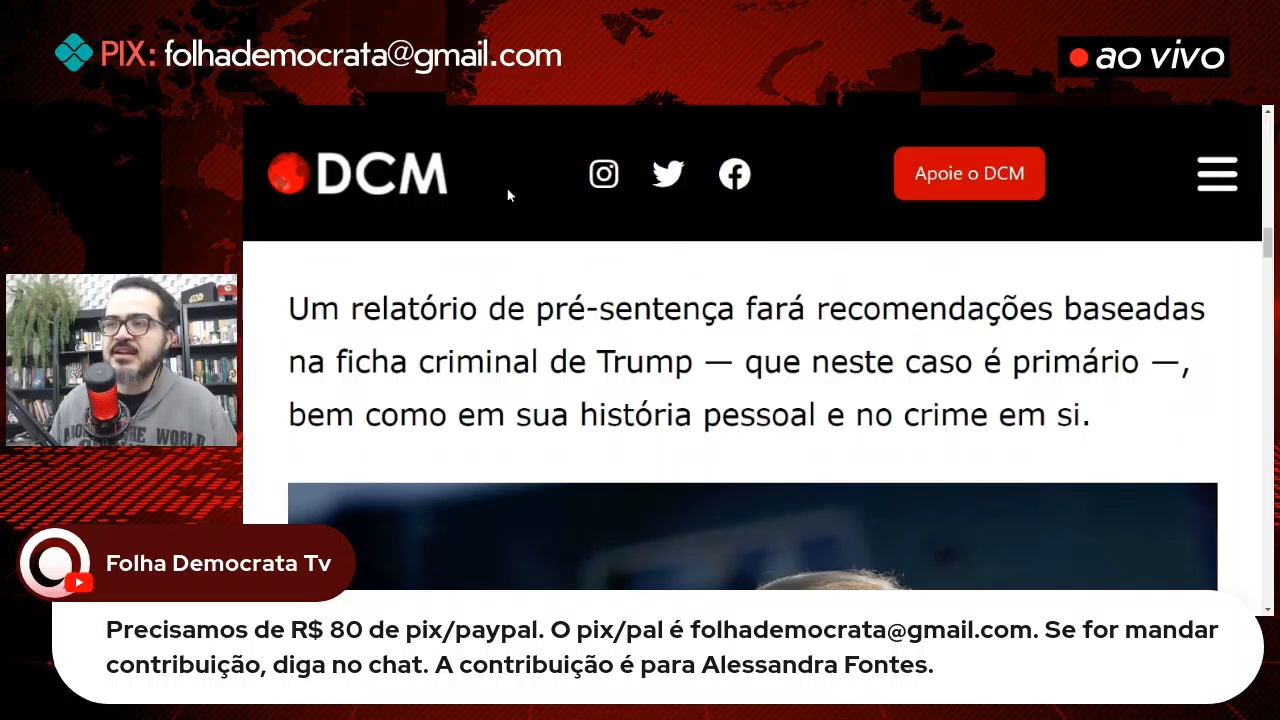 PIX: folhademocrata@gmail.com
ao vivo
DCM
Apoie o DCM
Um relatório de pré-sentença fará recomendações baseadas
na ficha criminal de Trump — que neste caso é primário —,
bem como em sua história pessoal e no crime em si.
THE WORLD
Folha Democrata Tv
Precisamos de R$ 80 de pix/paypal. O pix/pal é folhademocrata@gmail.com. Se for mandar
contribuição, diga no chat. A contribuição é para Alessandra Fontes.